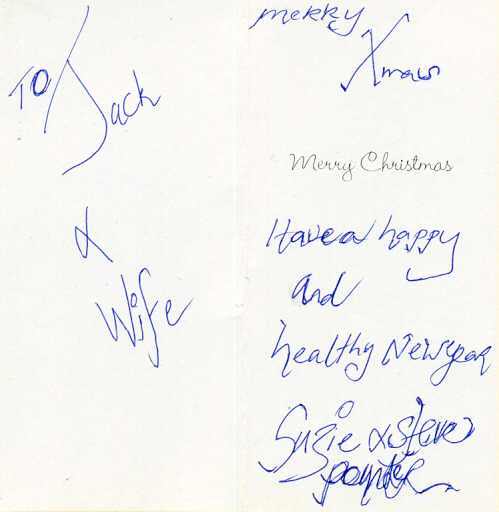 To Jack
&
Wife
merry
Xmas
Merry Christmas
Have a happy
and
healthy New year
Suzie & Steve